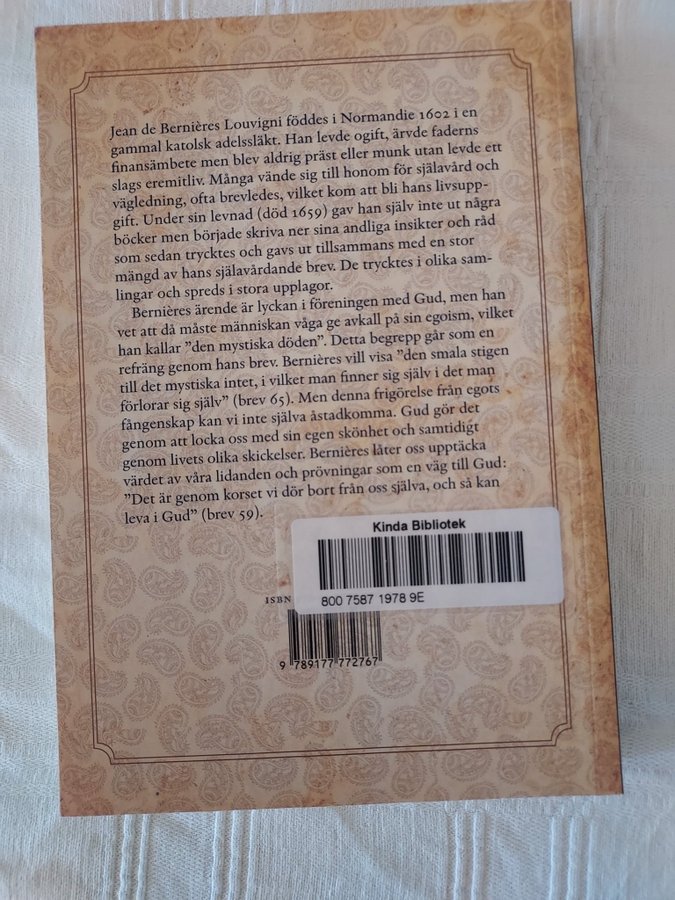 Jean de Bernières Louvigni föddes i Normandie 1602 i en
gammal katolsk adelssläkt. Han levde ogift, ärvde faderns
finansämbete men blev aldrig präst eller munk utan levde ett
slags eremitliv. Många vände sig till honom för själavård och
vägledning, ofta brevledes, vilket kom att bli hans livsupp-
gift. Under sin levnad (död 1659) gav han själv inte ut några
böcker men började skriva ner sina andliga insikter och råd
som sedan trycktes och gavs ut tillsammans med en stor
mängd av hans själavårdande brev. De trycktes i olika sam-
lingar och spreds i stora upplagor.
Bernières ärende är lyckan i föreningen med Gud, men han
vet att då måste människan våga ge avkall på sin egoism, vilket
han kallar ”den mystiska döden”. Detta begrepp går som en
refräng genom hans brev. Bernières vill visa ”den smala stigen
till det mystiska intet, i vilket man finner sig själv i det man
förlorar sig själv” (brev 65). Men denna frigörelse från egots
fångenskap kan vi inte själva åstadkomma. Gud gör det
genom att locka oss med sin egen skönhet och samtidigt
genom livets olika skickelser. Bernières låter oss upptäcka
värdet av våra lidanden och prövningar som en väg till Gud:
”Det är genom korset vi dör bort från oss själva, och så kan
leva i Gud” (brev 59).
Kinda Bibliotek
800 7587 1978 9E
ISBN
9 789177 772767